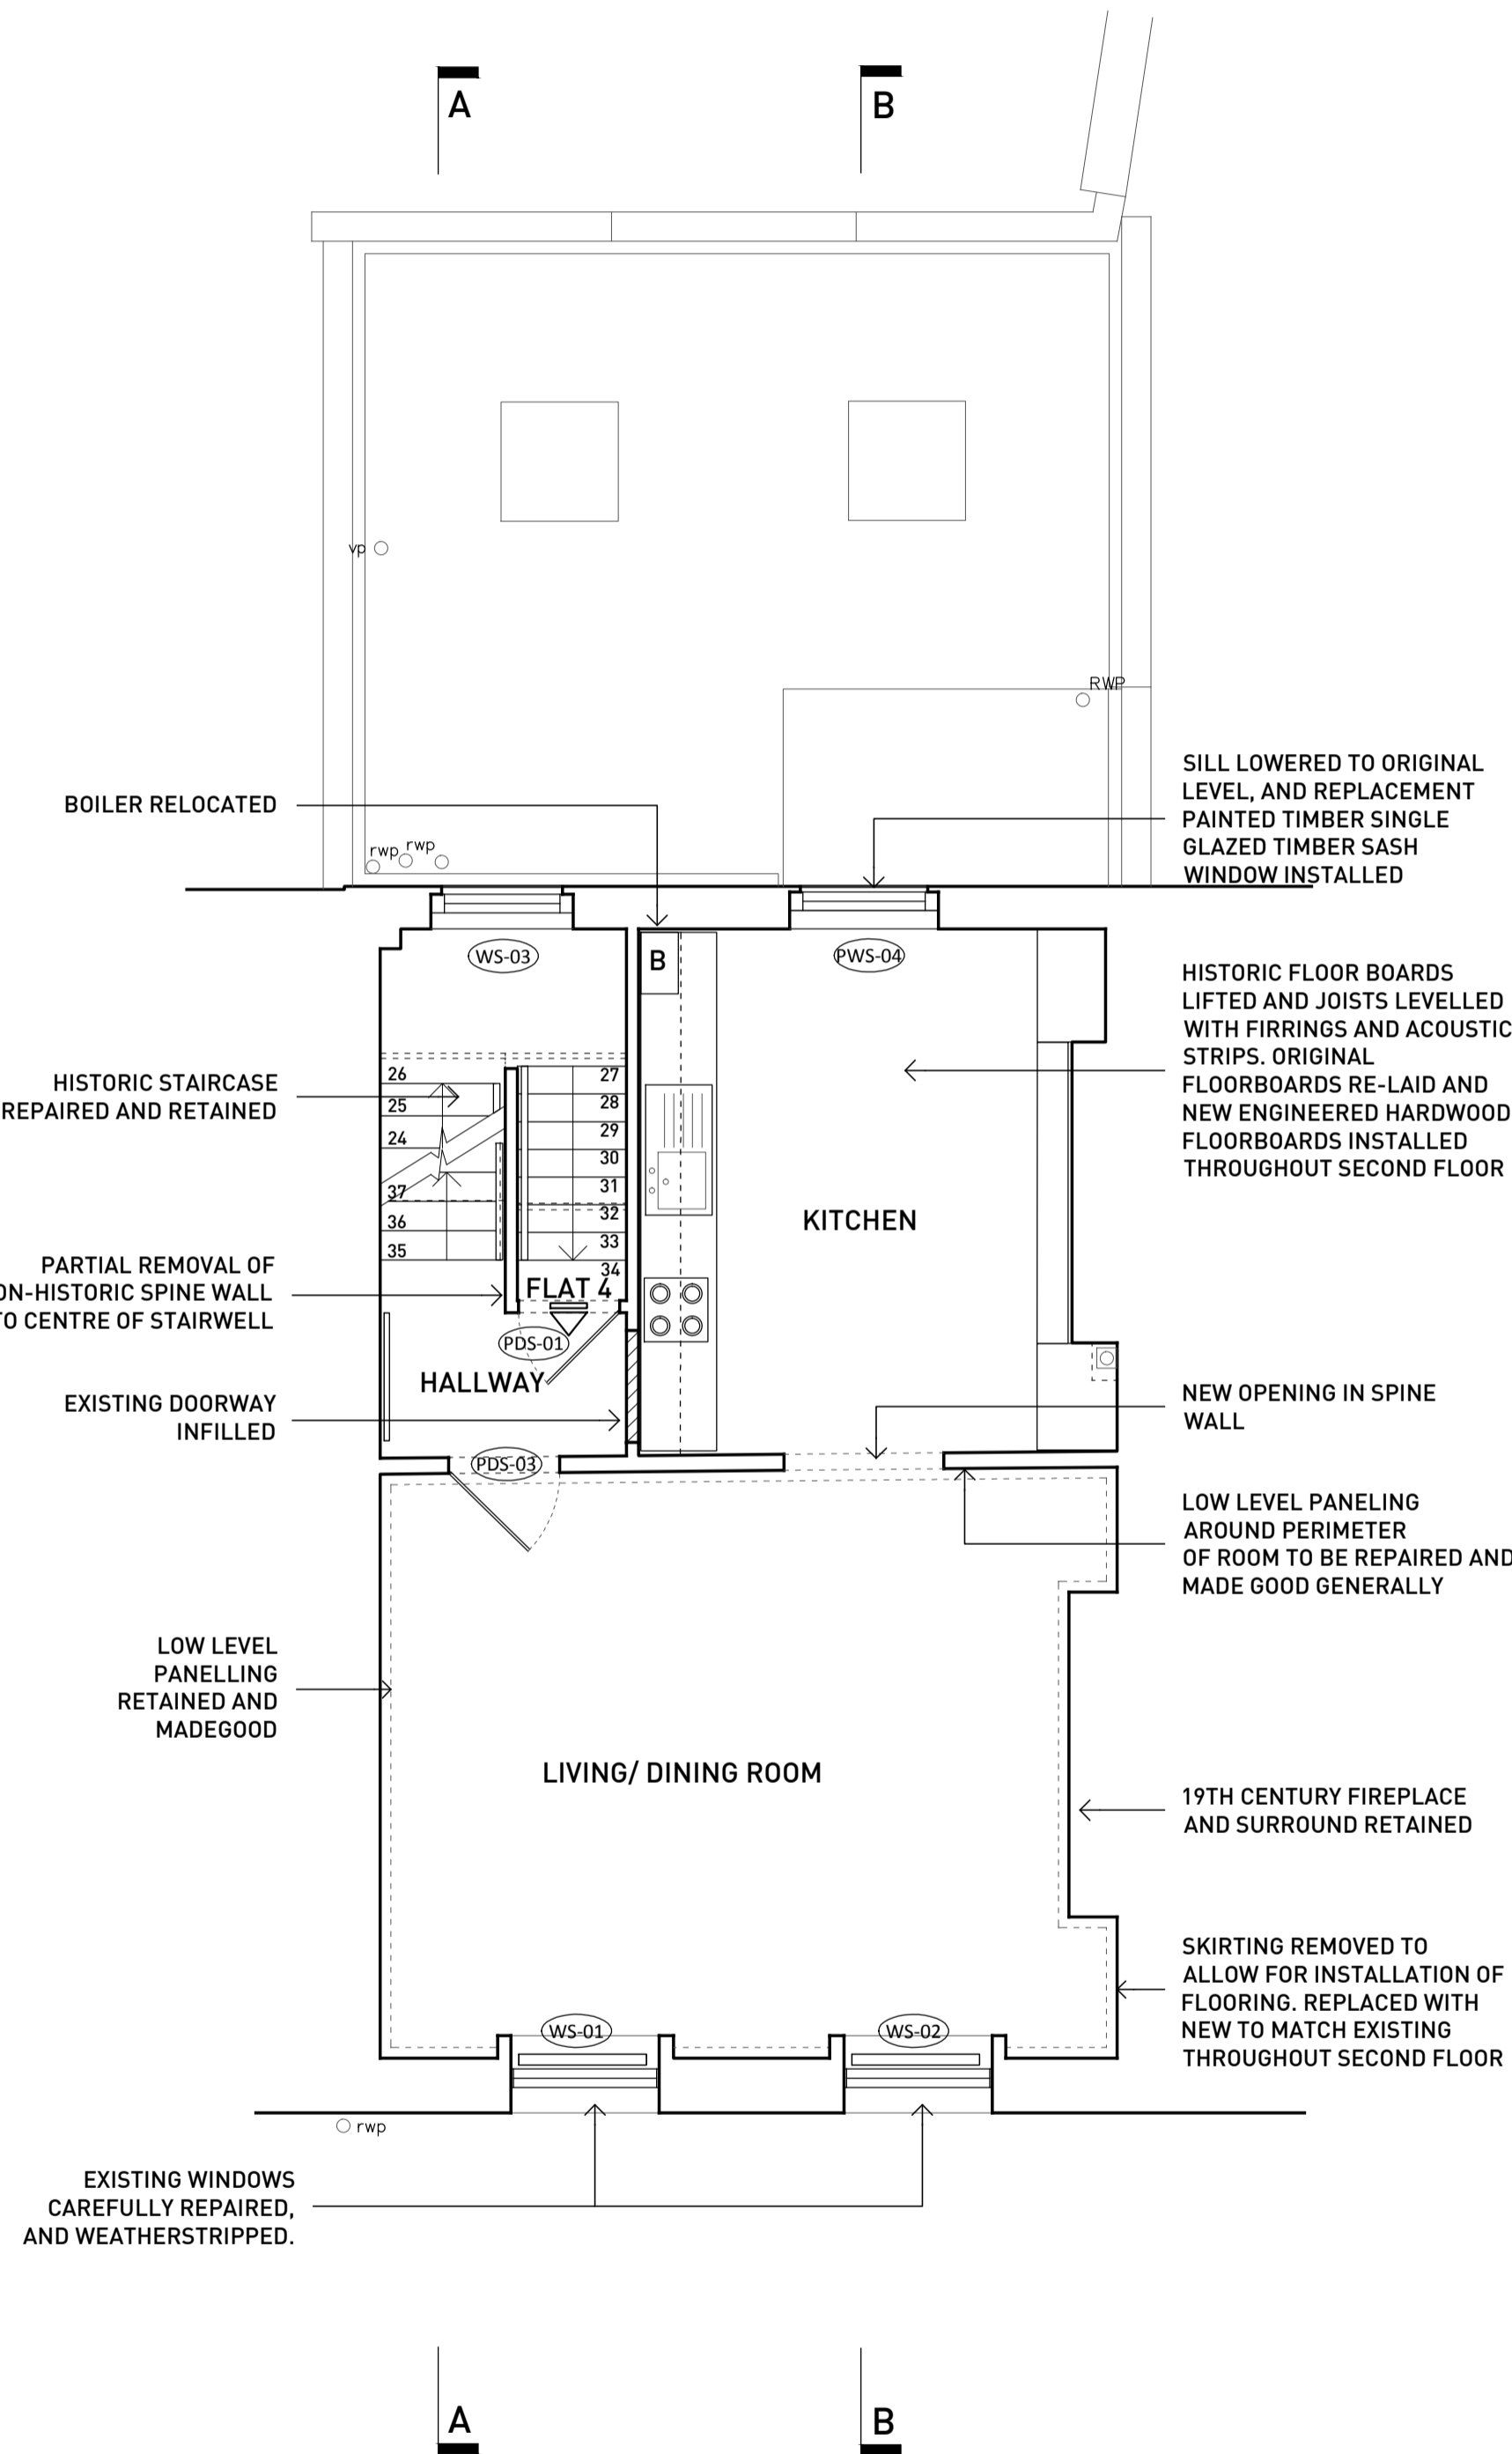 A
B
vp
RWP
BOILER RELOCATED
SILL LOWERED TO ORIGINAL
LEVEL, AND REPLACEMENT
PAINTED TIMBER SINGLE
GLAZED TIMBER SASH
WINDOW INSTALLED
rwp
rwp
WS-03
B
PWS-04
HISTORIC FLOOR BOARDS
LIFTED AND JOISTS LEVELLED
WITH FIRRINGS AND ACOUSTIC
STRIPS. ORIGINAL
FLOORBOARDS RE-LAID AND
NEW ENGINEERED HARDWOOD
FLOORBOARDS INSTALLED
THROUGHOUT SECOND FLOOR
HISTORIC STAIRCASE
REPAIRED AND RETAINED
26
25
24
37
36
35
27
28
29
30
31
32
33
34
KITCHEN
PARTIAL REMOVAL OF
ON-HISTORIC SPINE WALL
TO CENTRE OF STAIRWELL
FLAT 4
PDS-01
HALLWAY
EXISTING DOORWAY
INFILLED
NEW OPENING IN SPINE
WALL
PDS-03
LOW LEVEL PANELING
AROUND PERIMETER
OF ROOM TO BE REPAIRED AND
MADE GOOD GENERALLY
LOW LEVEL
PANELLING
RETAINED AND
MADEGOOD
LIVING/ DINING ROOM
19TH CENTURY FIREPLACE
AND SURROUND RETAINED
SKIRTING REMOVED TO
ALLOW FOR INSTALLATION OF
FLOORING. REPLACED WITH
NEW TO MATCH EXISTING
THROUGHOUT SECOND FLOOR
WS-01
WS-02
rwp
EXISTING WINDOWS
CAREFULLY REPAIRED,
AND WEATHERSTRIPPED.
A
B